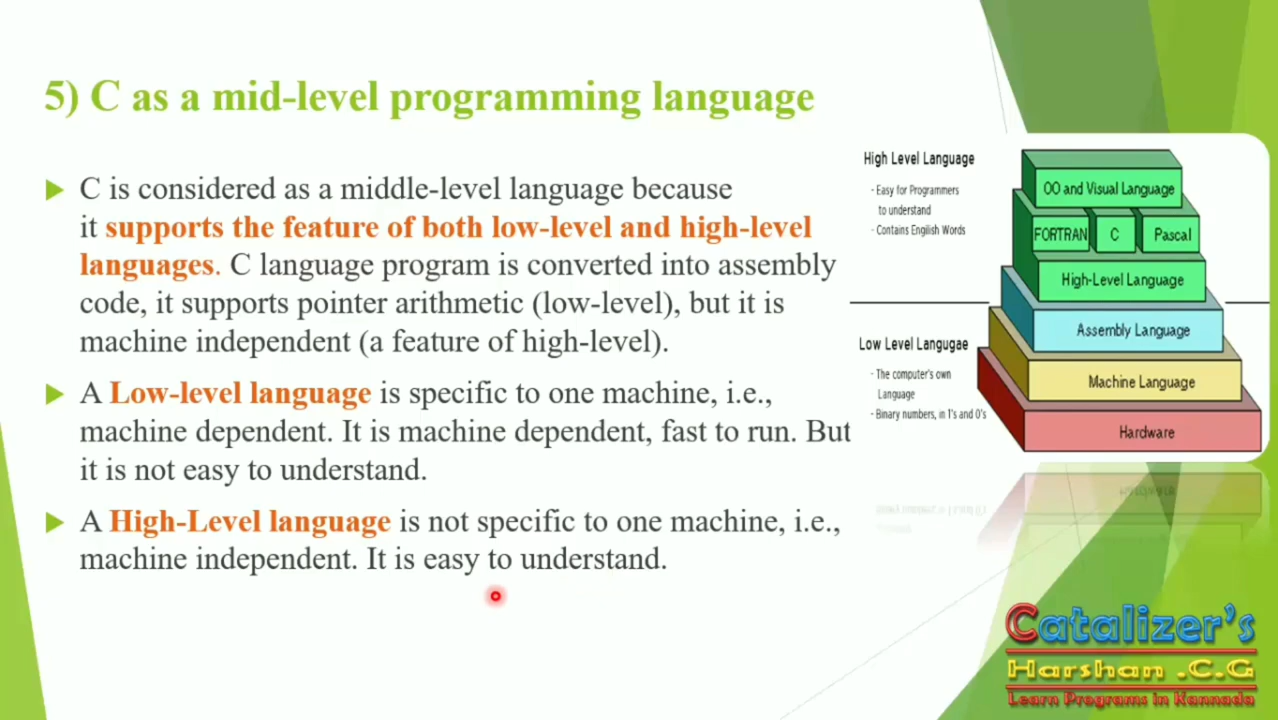 5) C as a mid-level programming language
C is considered as a middle-level language because
it supports the feature of both low-level and high-level
languages. C language program is converted into assembly
code, it supports pointer arithmetic (low-level), but it is
machine independent (a feature of high-level).
A Low-level language is specific to one machine, i.e.,
machine dependent. It is machine dependent, fast to run. But
it is not easy to understand.
A High-Level language is not specific to one machine, i.e.,
machine independent. It is easy to understand.
High Level Language
- Easy for Programmers
to understand
- Contains English Words
Low Level Langugae
- The computer's own
Language
- Binary numbers, in 1's and 0's
OO and Visual Language
FORTRAN C Pascal
High-Level Language
Assembly Language
Machine Language
Hardware
Catalizer's
Harshan .C.G
Learn Programs in Kannada